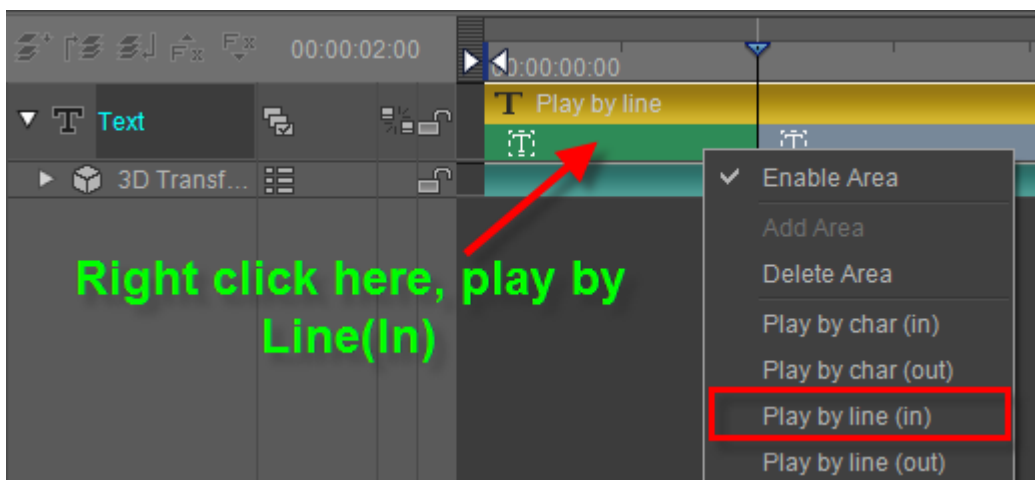 00:00:02:00
00:00:00:00
Text
T Play by line
T
T
3D Transf...
Enable Area
Add Area
Delete Area
Play by char (in)
Play by char (out)
Play by line (in)
Play by line (out)
Right click here, play by
Line(In)